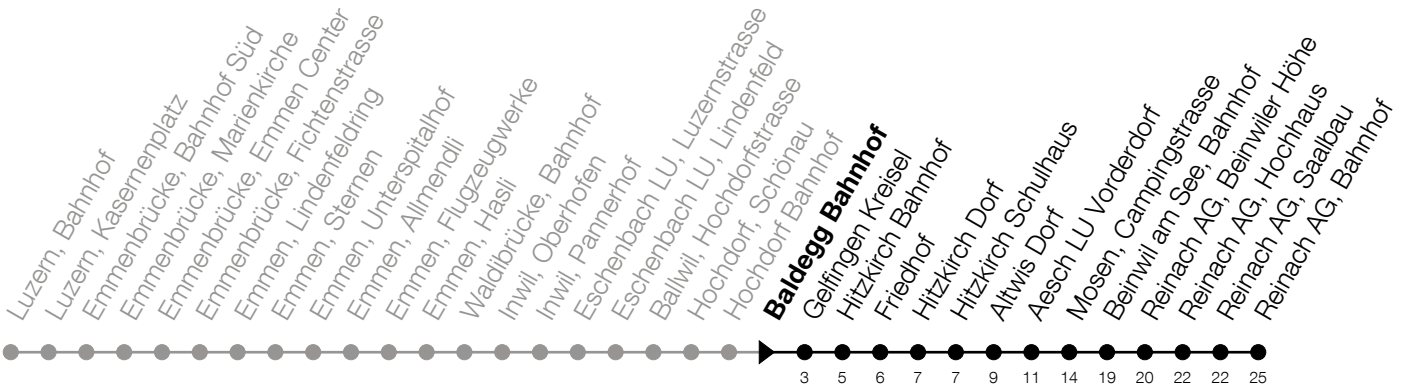 Luzern, Bahnhof
Luzern, Kasernenplatz
Emmenbrücke, Bahnhof Süd
Emmenbrücke, Marienkirche
Emmenbrücke, Emmen Center
Emmenbrücke, Fichtenstrasse
Emmen, Lindenfeldring
Emmen, Sternen
Emmen, Unterspitalhof
Emmen, Allmendli
Emmen, Flugzeugwerke
Emmen, Hasli
Waldibrücke, Bahnhof
Inwil, Oberhofen
Inwil, Pannerhof
Eschenbach LU, Luzernstrasse
Eschenbach LU, Lindenfeld
Ballwil, Hochdorfstrasse
Hochdorf, Schönau
Hochdorf Bahnhof
Baldegg Bahnhof
Gelfingen Kreisel
Hitzkirch Bahnhof
Friedhof
Hitzkirch Dorf
Hitzkirch Schulhaus
Altwis Dorf
Aesch LU Vorderdorf
Mosen, Campingstrasse
Beinwil am See, Bahnhof
Reinach AG, Beinwiler Höhe
Reinach AG, Hochhaus
Reinach AG, Saalbau
Reinach AG, Bahnhof
3 5 6 7 7 9 11 14 19 20 22 22 25